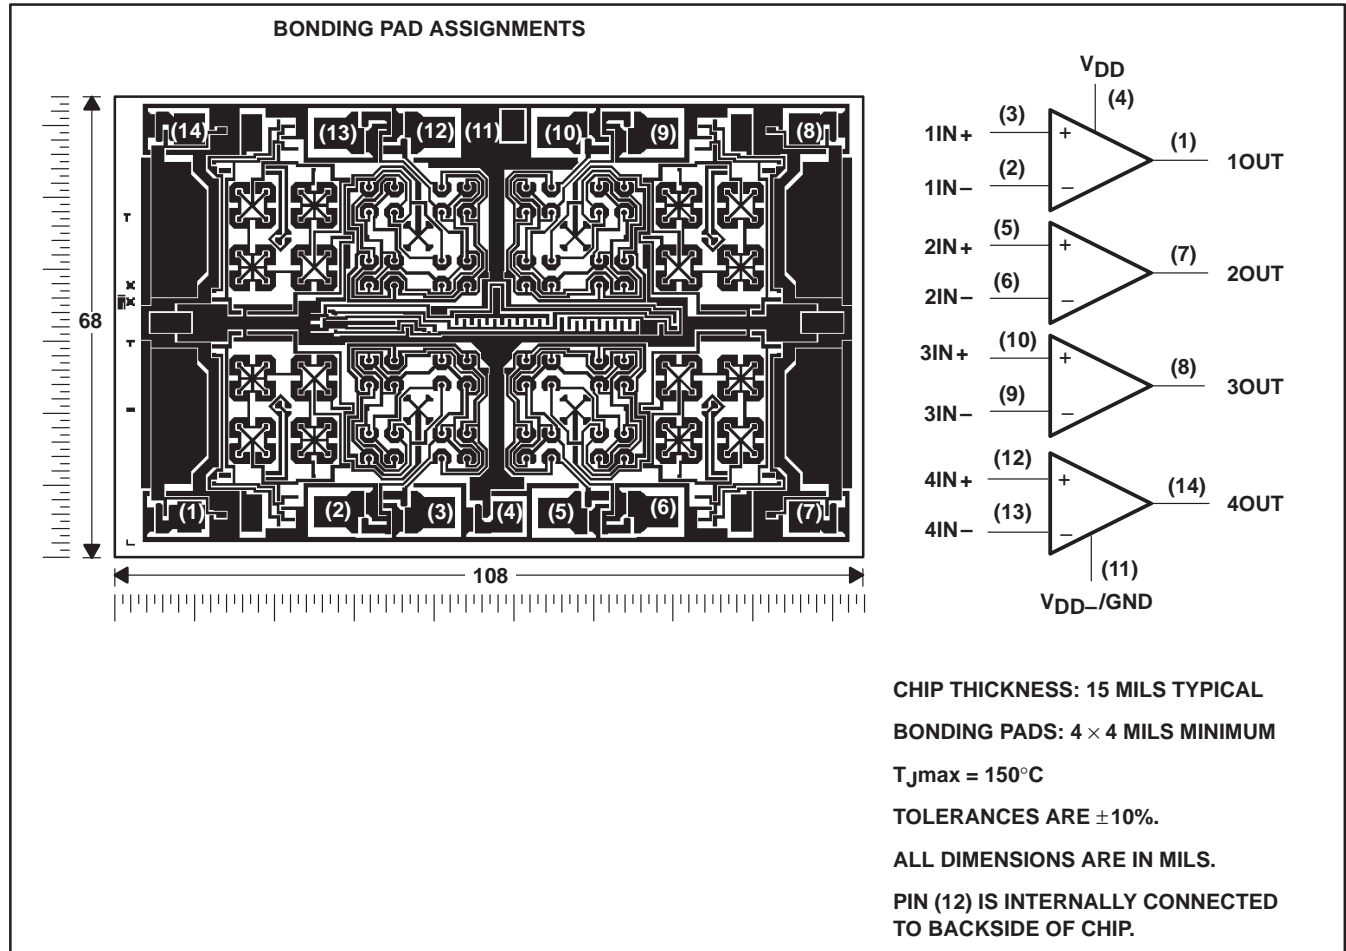 BONDING PAD ASSIGNMENTS
(14) (13) (12) (11) (10) (9) (8)
68
(1) (2) (3) (4) (5) (6) (7)
108
VDD
(4)
1IN+ (3) + (1) 1OUT
1IN− (2) −
2IN+ (5) + (7) 2OUT
2IN− (6) −
3IN+ (10) + (8) 3OUT
3IN− (9) −
4IN+ (12) + (14) 4OUT
4IN− (13) −
(11)
VDD−/GND
CHIP THICKNESS: 15 MILS TYPICAL
BONDING PADS: 4 × 4 MILS MINIMUM
TJmax = 150°C
TOLERANCES ARE ±10%.
ALL DIMENSIONS ARE IN MILS.
PIN (12) IS INTERNALLY CONNECTED
TO BACKSIDE OF CHIP.